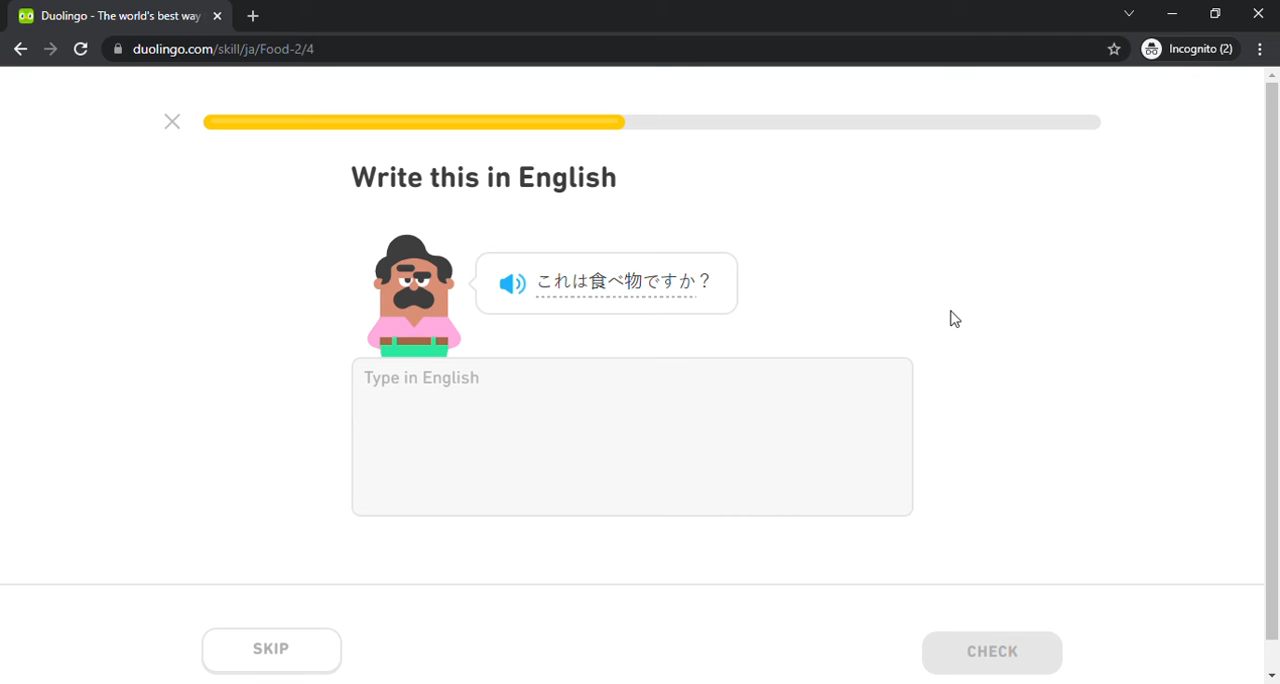 Duolingo - The world's best way
duolingo.com/skill/ja/Food-2/4
Incognito (2)
Write this in English
これは食べ物ですか？
Type in English
SKIP
CHECK